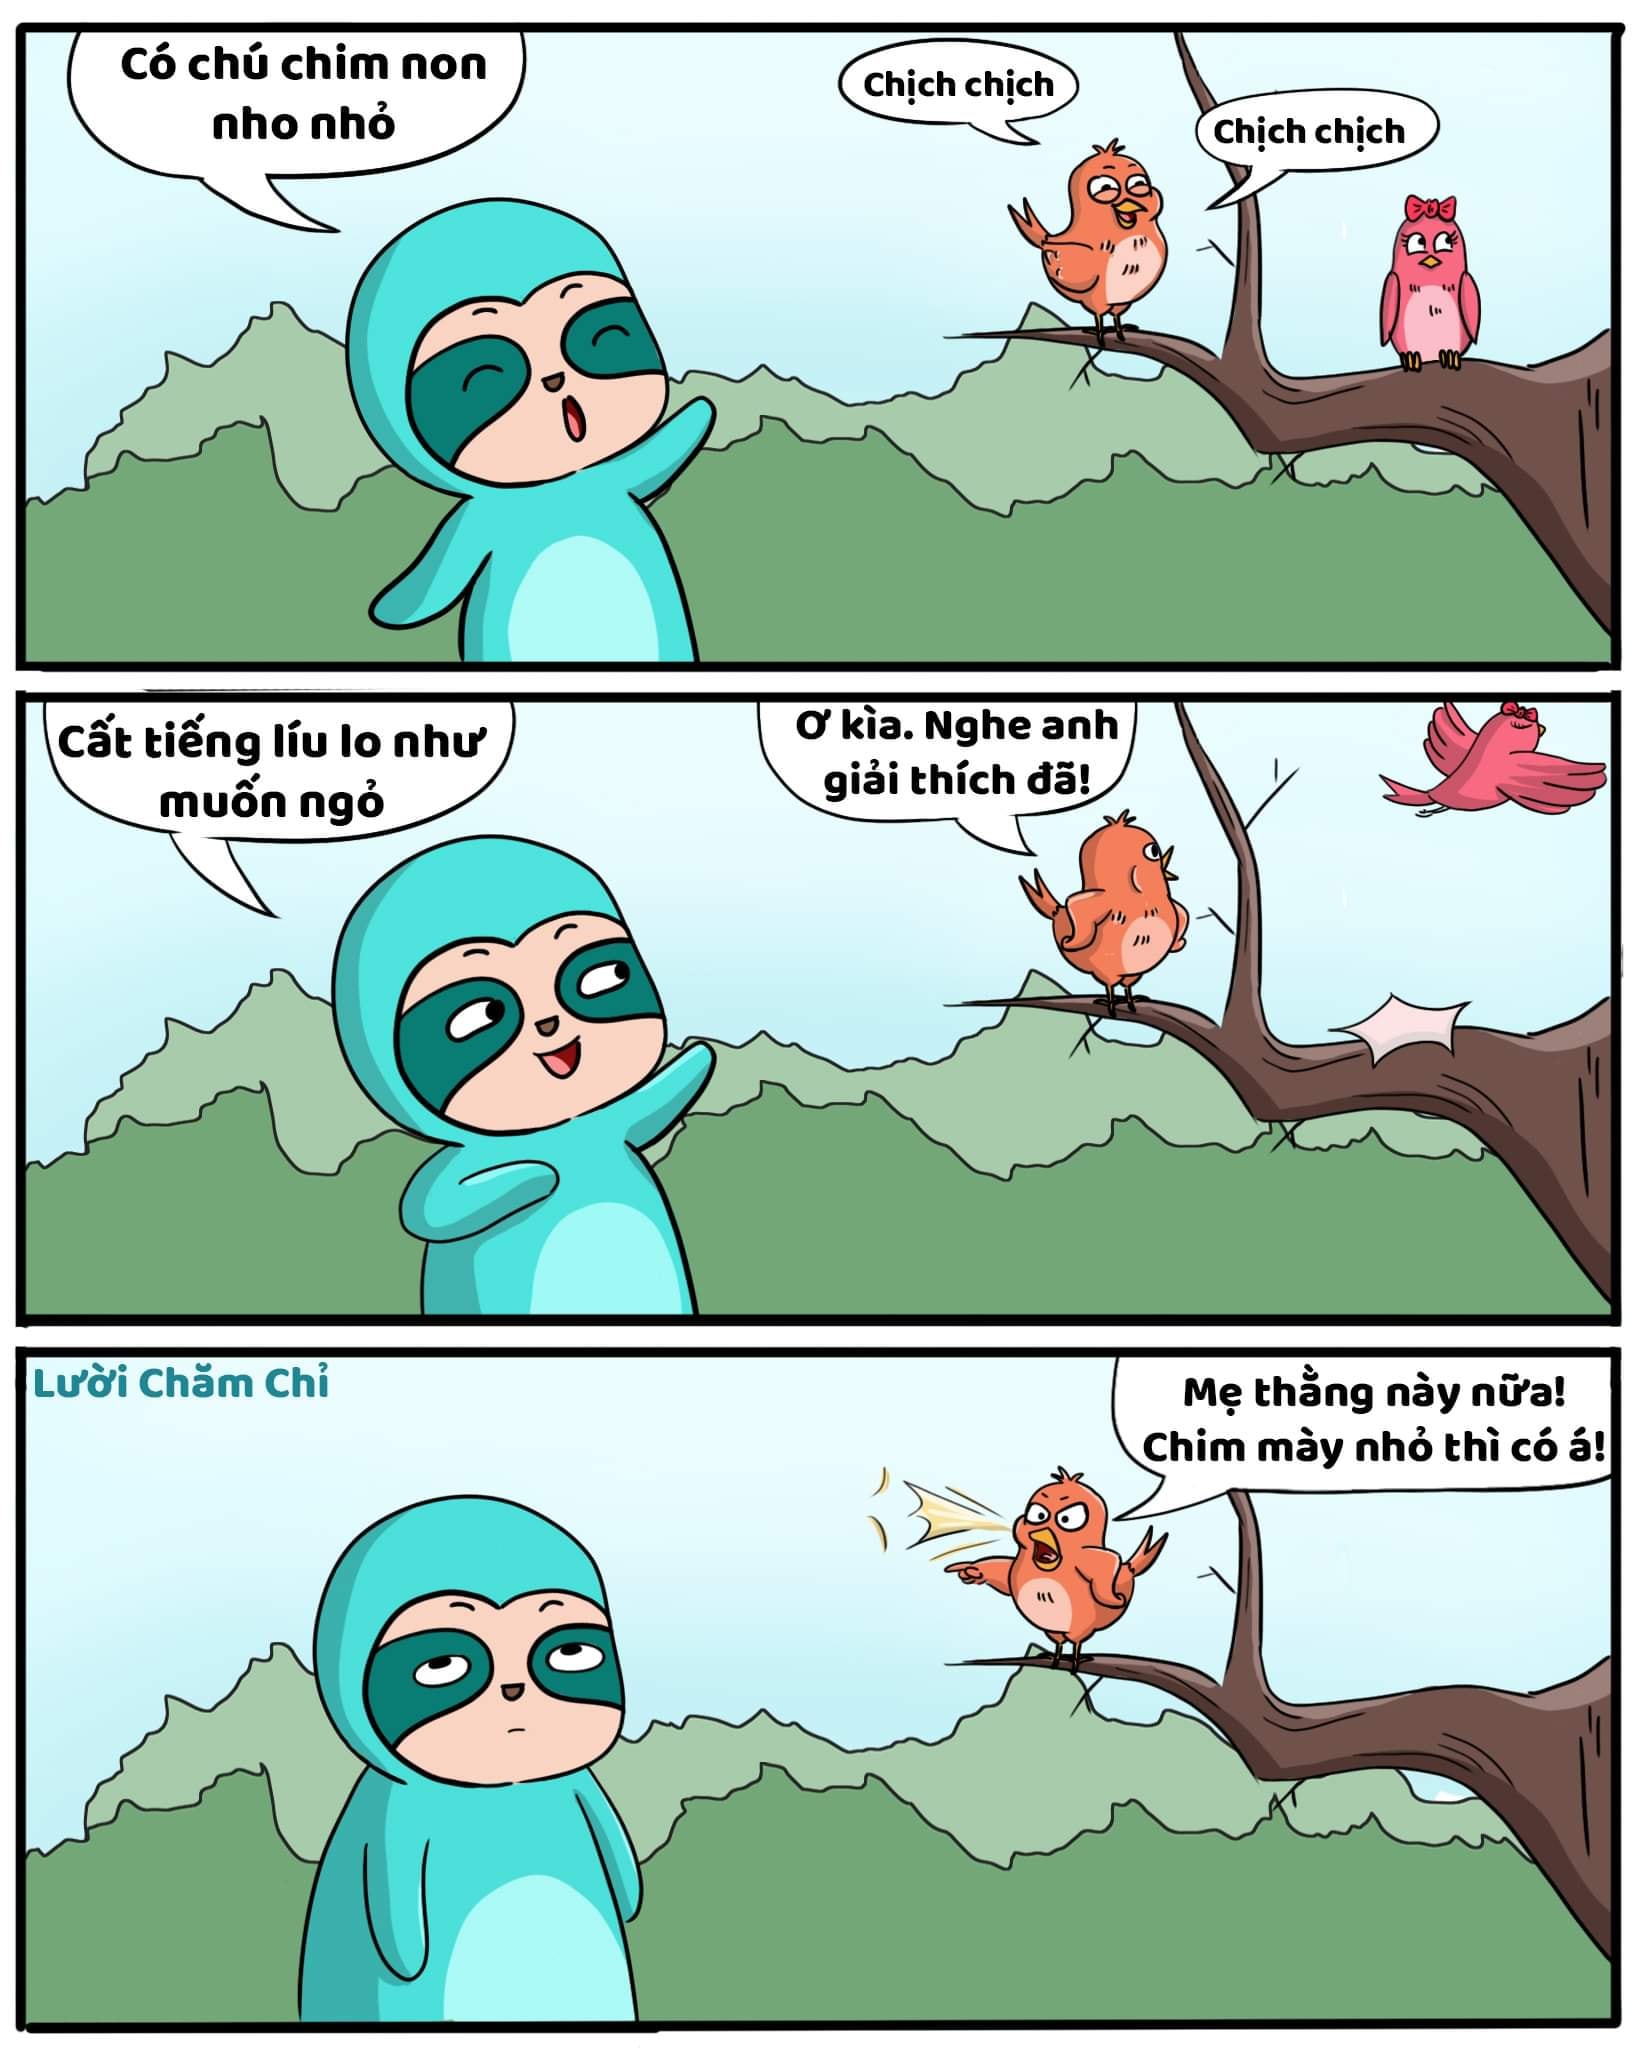 Có chú chim non
nho nhỏ
Chịch chịch
Chịch chịch
Cất tiếng líu lo như
muốn ngỏ
Ơ kìa. Nghe anh
giải thích đã!
Lười Chăm Chỉ
Mẹ thằng này nữa!
Chim mày nhỏ thì có á!